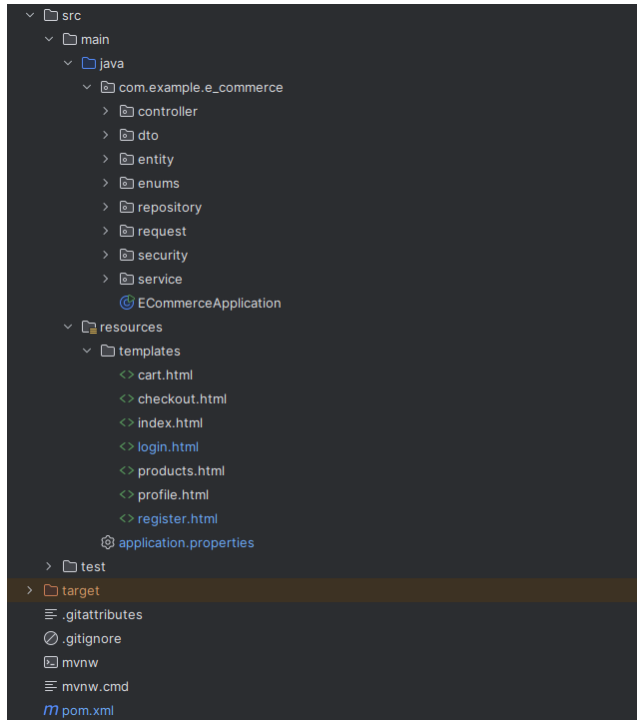 src
main
java
com.example.e_commerce
controller
dto
entity
enums
repository
request
security
service
ECommerceApplication
resources
templates
cart.html
checkout.html
index.html
login.html
products.html
profile.html
register.html
application.properties
test
target
.gitattributes
.gitignore
mvnw
mvnw.cmd
pom.xml